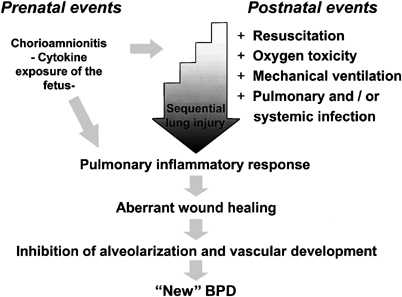 Prenatal events
Postnatal events
Chorioamnionitis
- Cytokine
exposure of the
fetus-
+ Resuscitation
+ Oxygen toxicity
+ Mechanical ventilation
+ Pulmonary and / or
systemic infection
Sequential
lung injury
Pulmonary inflammatory response
Aberrant wound healing
Inhibition of alveolarization and vascular development
“New” BPD